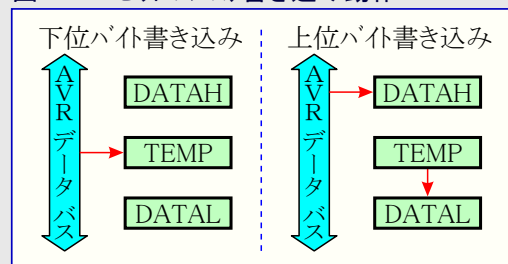 下位バイト書き込み
AVRデータ バス
DATAH
TEMP
DATAL
上位バイト書き込み
AVRデータ バス
DATAH
TEMP
DATAL